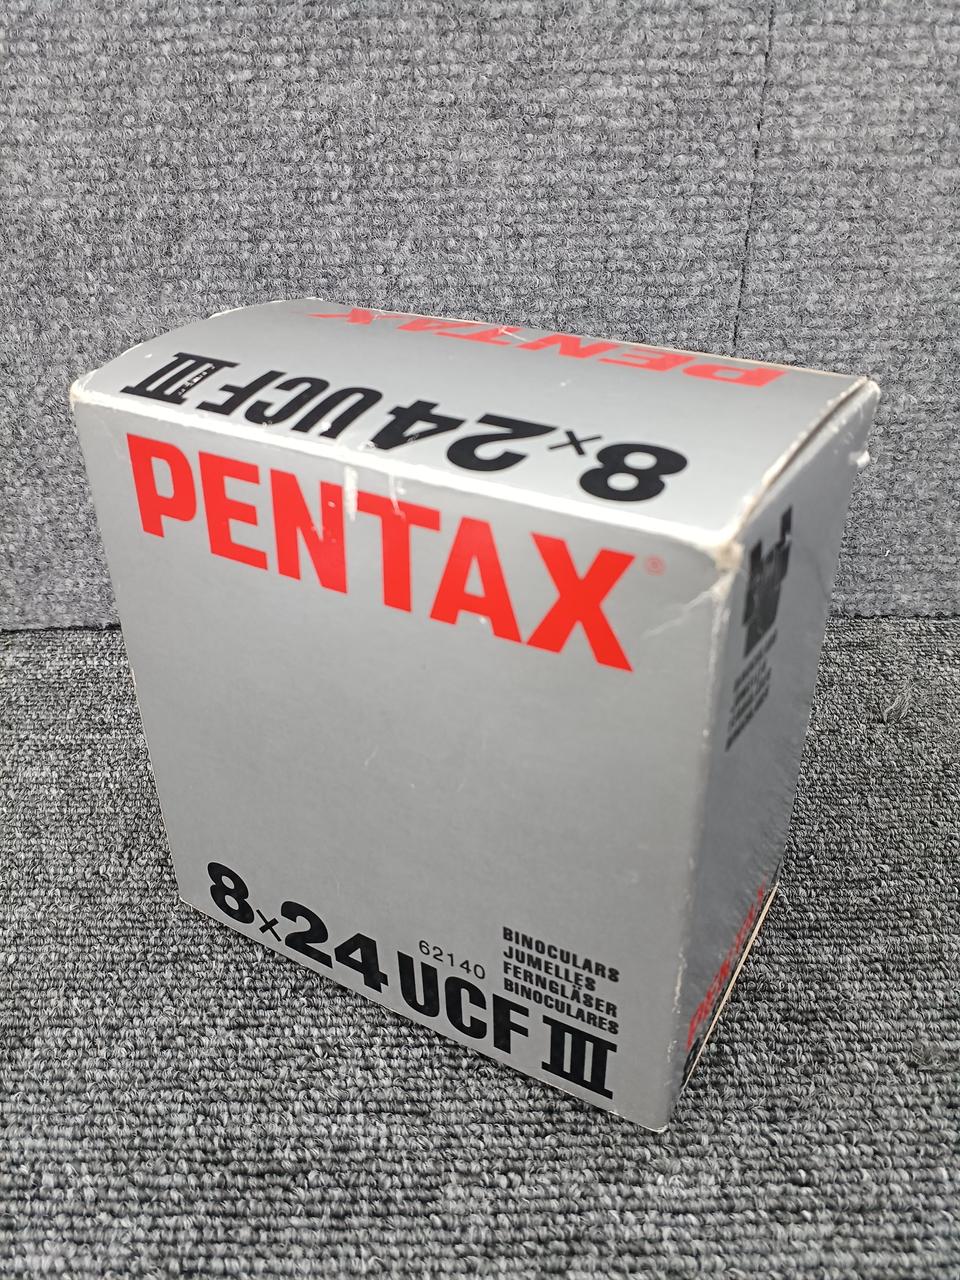 PENTAX
8×24 UCF III
PENTAX®
62140
8×24 UCF III
BINOCULARS
JUMELLES
FERNGLÄSER
BINOCULARES
PENTAX